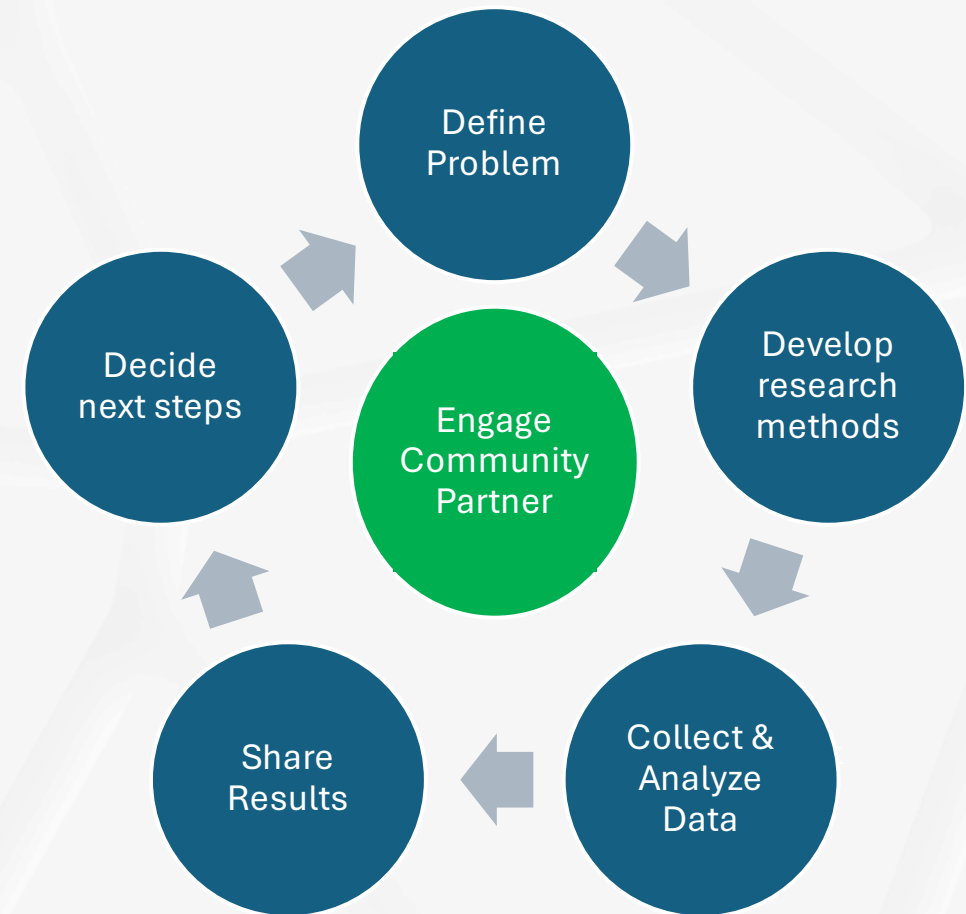 Define
Problem
Develop
research
methods
Collect &
Analyze
Data
Share
Results
Decide
next steps
Engage
Community
Partner